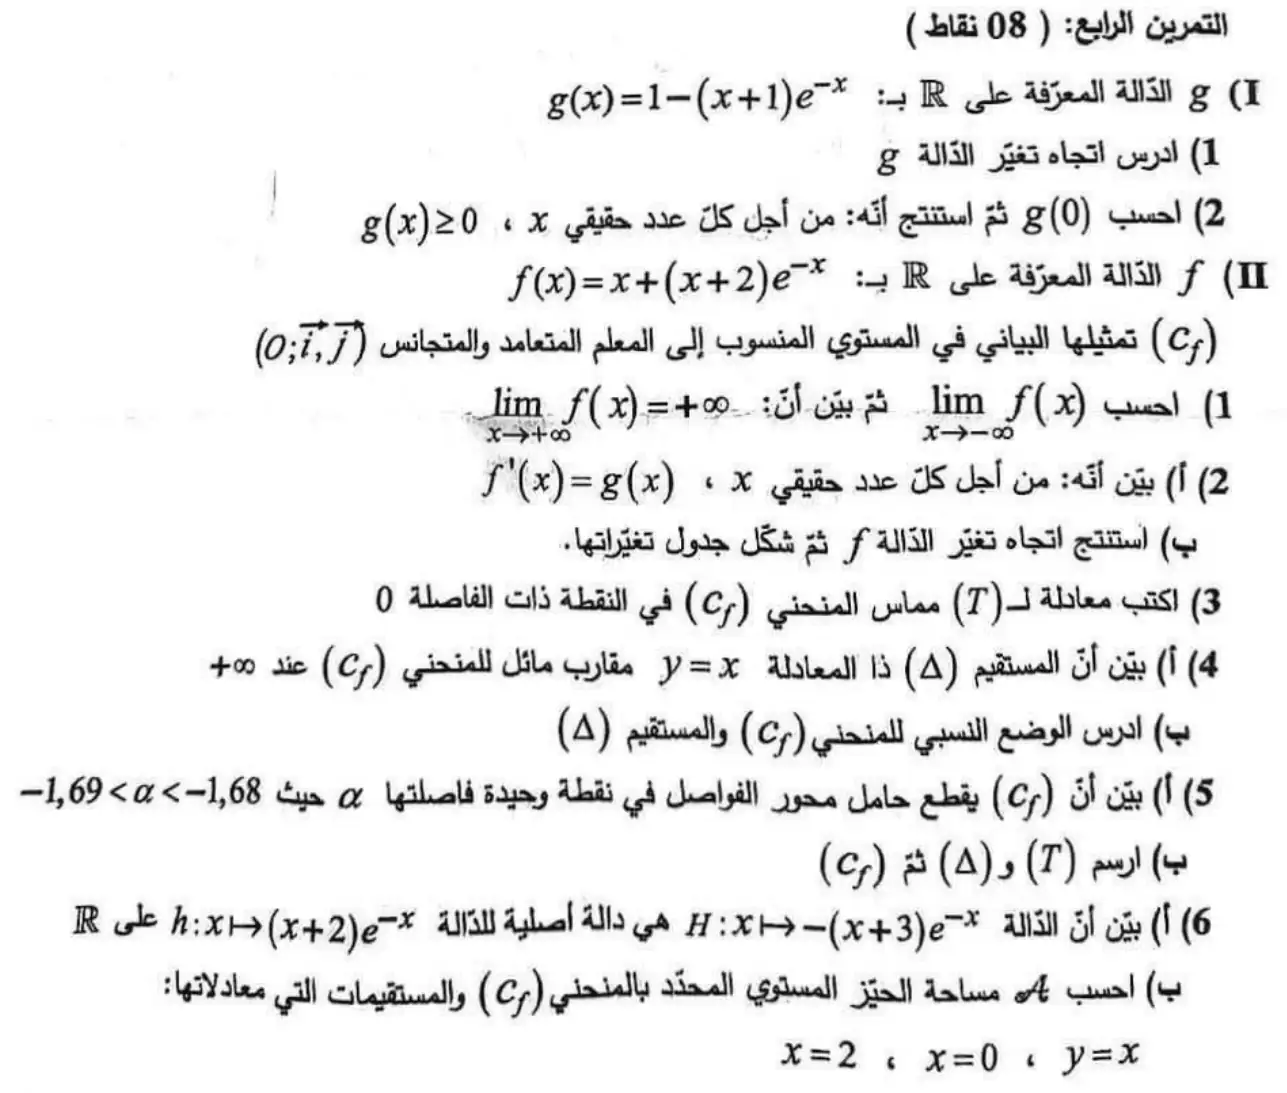 التمرين الرابع: ( 08 نقاط )
I) g الدّالة المعرّفة على ℝ بـ: g(x)=1−(x+1)e⁻ˣ
1) ادرس اتجاه تغيّر الدّالة g
2) احسب g(0) ثمّ استنتج أنّه: من أجل كلّ عدد حقيقي x ، g(x)≥0
II) f الدّالة المعرّفة على ℝ بـ: f(x)=x+(x+2)e⁻ˣ
(C_f) تمثيلها البياني في المستوي المنسوب إلى المعلم المتعامد والمتجانس (O;i⃗,j⃗)
1) احسب lim_{x→−∞} f(x) ثمّ بيّن أنّ: lim_{x→+∞} f(x)=+∞
2) أ) بيّن أنّه: من أجل كلّ عدد حقيقي x ، f'(x)=g(x)
ب) استنتج اتجاه تغيّر الدّالة f ثمّ شكّل جدول تغيّراتها.
3) اكتب معادلة لـ(T) مماس المنحني (C_f) في النقطة ذات الفاصلة 0
4) أ) بيّن أنّ المستقيم (Δ) ذا المعادلة y=x مقارب مائل للمنحني (C_f) عند +∞
ب) ادرس الوضع النسبي للمنحني (C_f) والمستقيم (Δ)
5) أ) بيّن أنّ (C_f) يقطع حامل محور الفواصل في نقطة وحيدة فاصلتها α حيث −1,69<α<−1,68
ب) ارسم (T) و(Δ) ثمّ (C_f)
6) أ) بيّن أنّ الدّالة H:x↦−(x+3)e⁻ˣ هي دالة أصلية للدّالة h:x↦(x+2)e⁻ˣ على ℝ
ب) احسب 𝒜 مساحة الحيّز المستوي المحدّد بالمنحني (C_f) والمستقيمات التي معادلاتها:
x=2 ، x=0 ، y=x